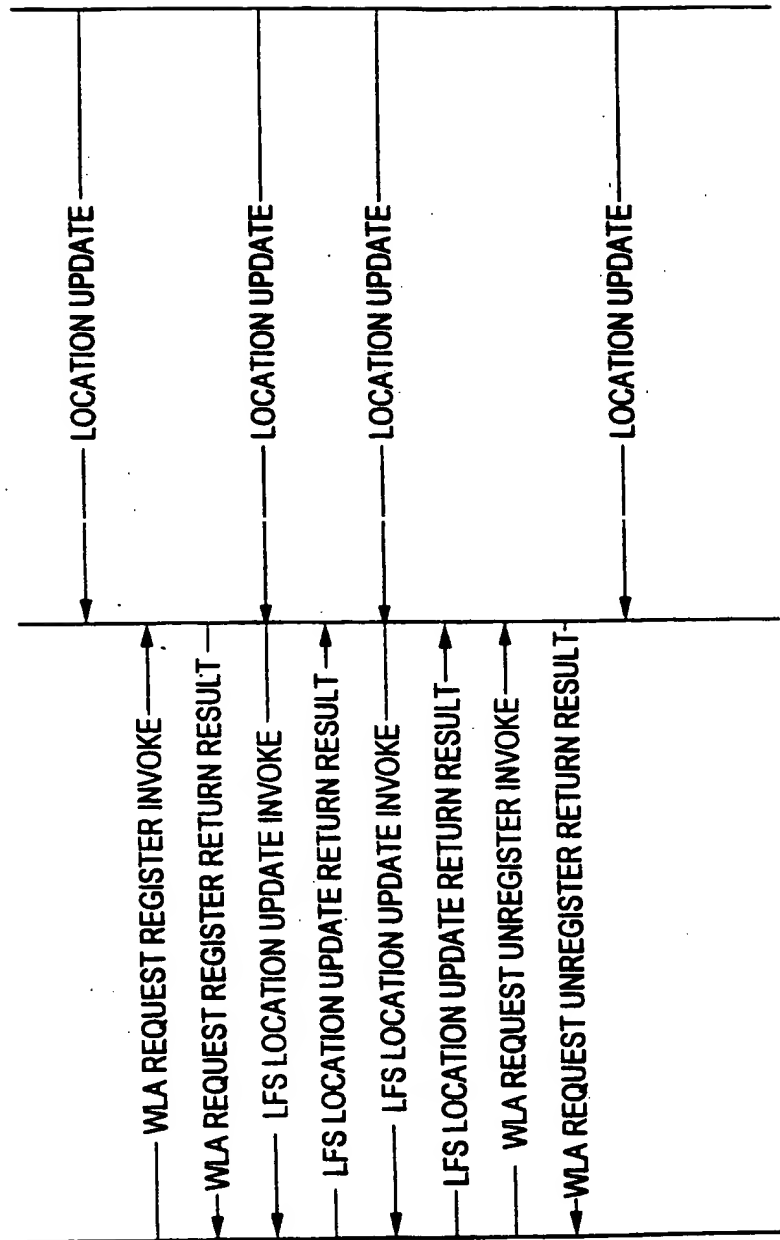 LOCATION UPDATE
WLA REQUEST REGISTER INVOKE
WLA REQUEST REGISTER RETURN RESULT
LOCATION UPDATE
LFS LOCATION UPDATE INVOKE
LFS LOCATION UPDATE RETURN RESULT
LOCATION UPDATE
LFS LOCATION UPDATE INVOKE
LFS LOCATION UPDATE RETURN RESULT
WLA REQUEST UNREGISTER INVOKE
WLA REQUEST UNREGISTER RETURN RESULT
LOCATION UPDATE